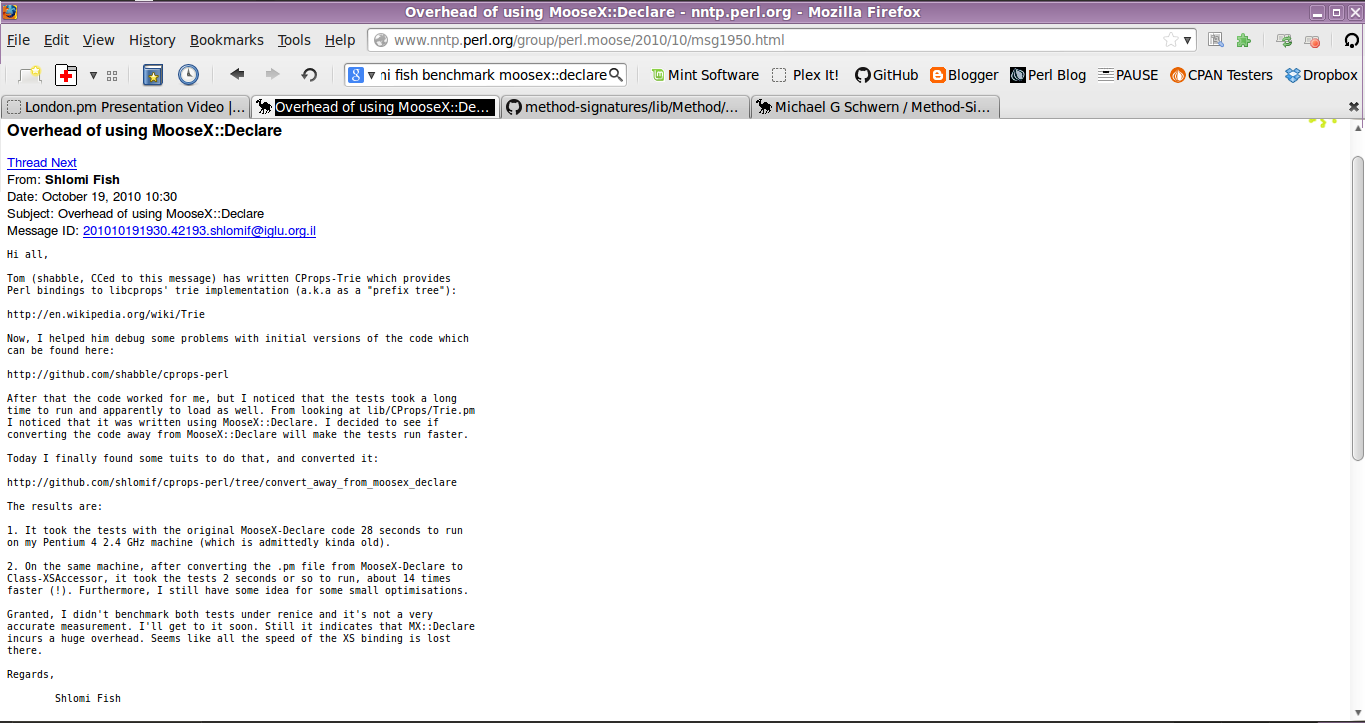 Overhead of using MooseX::Declare - nntp.perl.org - Mozilla Firefox
File Edit View History Bookmarks Tools Help www.nntp.perl.org/group/perl.moose/2010/10/msg1950.html
ni fish benchmark moosex::declare Mint Software Plex It! GitHub Blogger Perl Blog PAUSE CPAN Testers Dropbox
London.pm Presentation Video |... Overhead of using MooseX::De... method-signatures/lib/Method/... Michael G Schwern / Method-Si...
Overhead of using MooseX::Declare
Thread Next
From: Shlomi Fish
Date: October 19, 2010 10:30
Subject: Overhead of using MooseX::Declare
Message ID: 201010191930.42193.shlomif@iglu.org.il
Hi all,
Tom (shabble, CCed to this message) has written CProps-Trie which provides
Perl bindings to libcprops' trie implementation (a.k.a as a "prefix tree"):
http://en.wikipedia.org/wiki/Trie
Now, I helped him debug some problems with initial versions of the code which
can be found here:
http://github.com/shabble/cprops-perl
After that the code worked for me, but I noticed that the tests took a long
time to run and apparently to load as well. From looking at lib/CProps/Trie.pm
I noticed that it was written using MooseX::Declare. I decided to see if
converting the code away from MooseX::Declare will make the tests run faster.
Today I finally found some tuits to do that, and converted it:
http://github.com/shlomif/cprops-perl/tree/convert_away_from_moosex_declare
The results are:
1. It took the tests with the original MooseX-Declare code 28 seconds to run
on my Pentium 4 2.4 GHz machine (which is admittedly kinda old).
2. On the same machine, after converting the .pm file from MooseX-Declare to
Class-XSAccessor, it took the tests 2 seconds or so to run, about 14 times
faster (!). Furthermore, I still have some idea for some small optimisations.
Granted, I didn't benchmark both tests under renice and it's not a very
accurate measurement. I'll get to it soon. Still it indicates that MX::Declare
incurs a huge overhead. Seems like all the speed of the XS binding is lost
there.
Regards,
Shlomi Fish